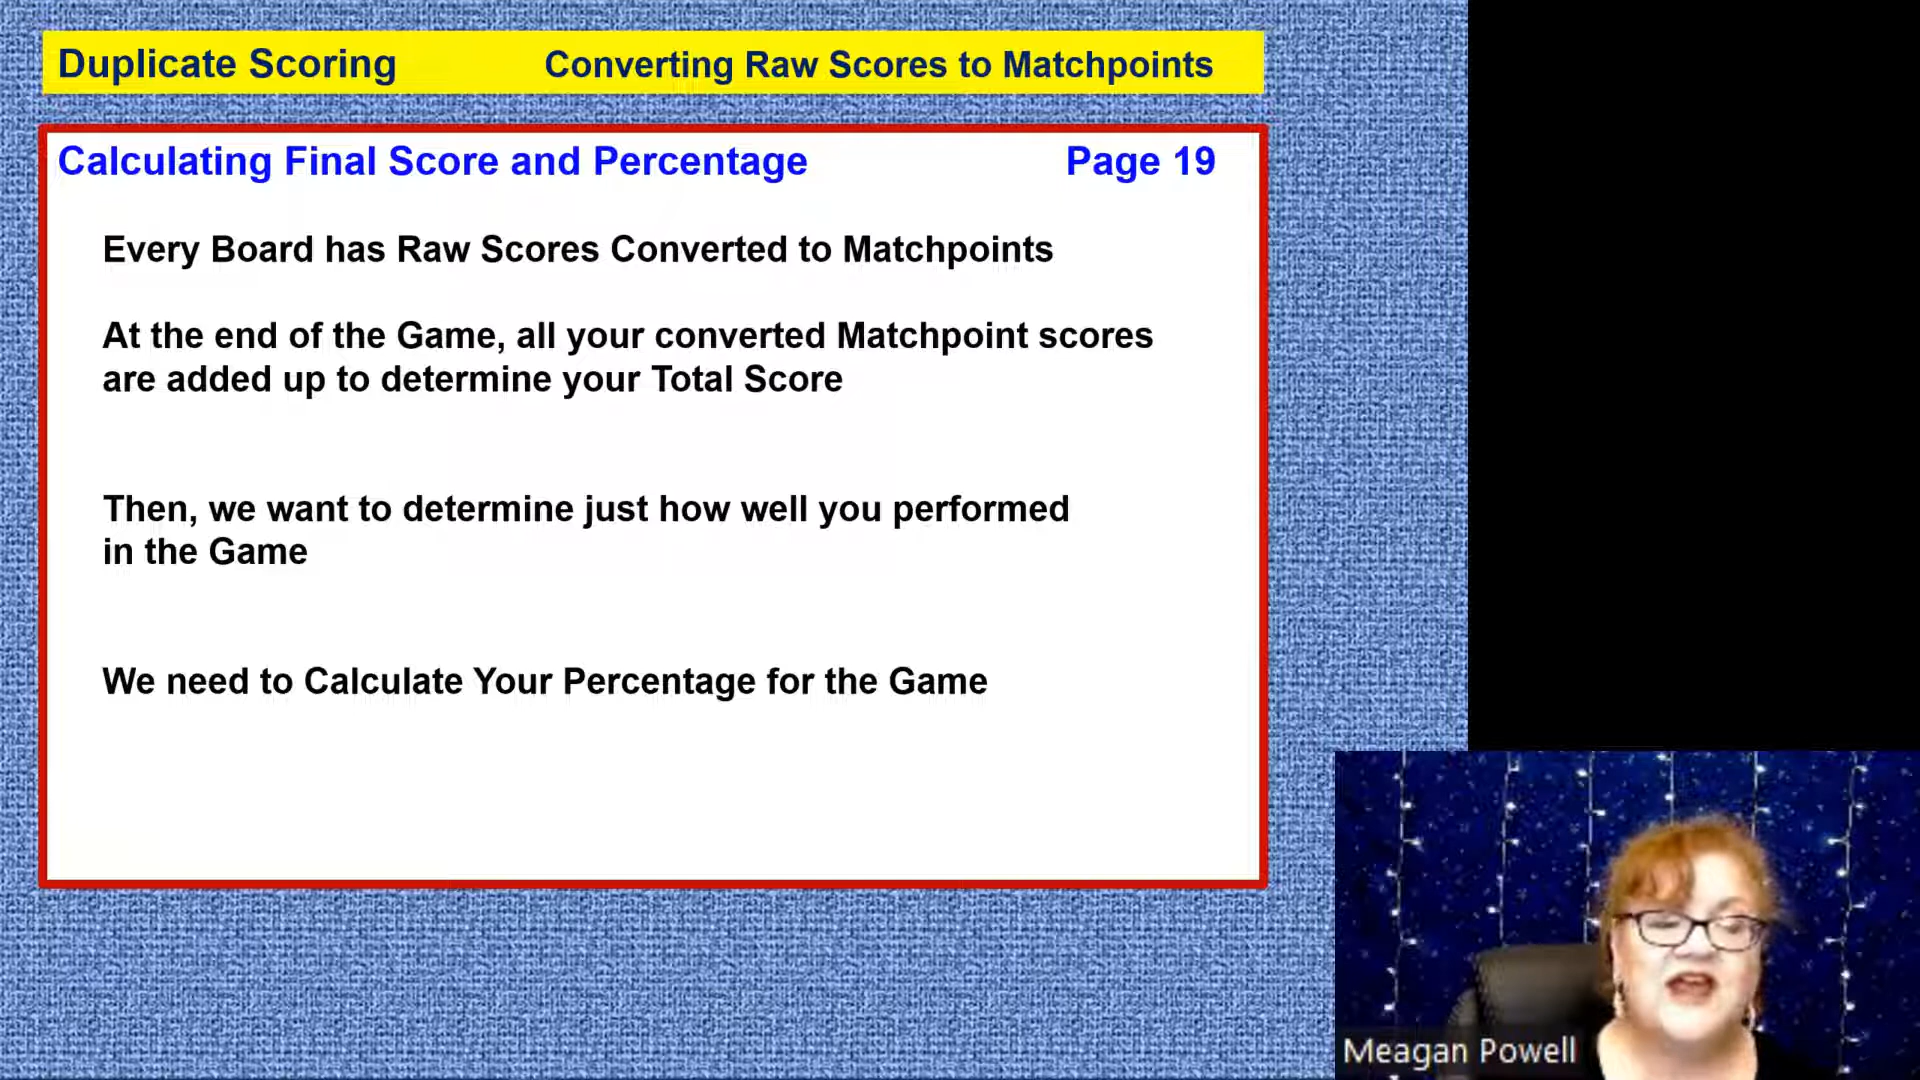 Duplicate Scoring Converting Raw Scores to Matchpoints
Calculating Final Score and Percentage Page 19
Every Board has Raw Scores Converted to Matchpoints
At the end of the Game, all your converted Matchpoint scores
are added up to determine your Total Score
Then, we want to determine just how well you performed
in the Game
We need to Calculate Your Percentage for the Game
Meagan Powell